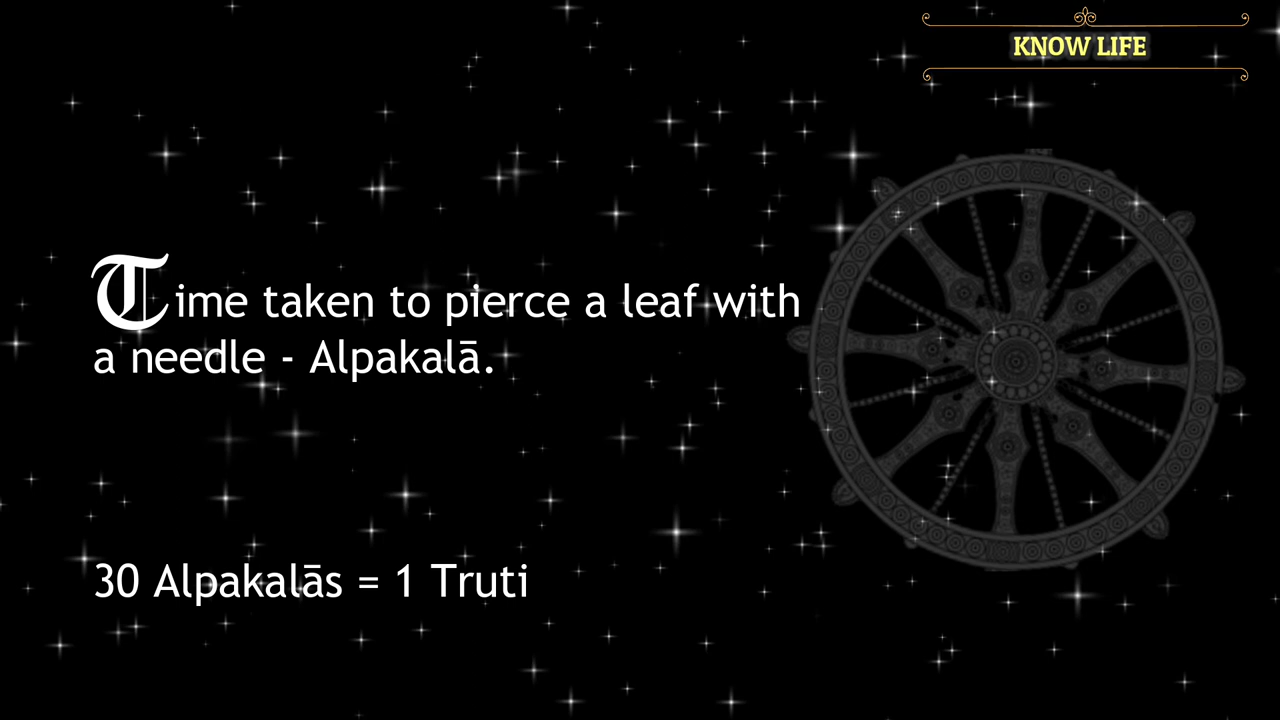 KNOW LIFE
Time taken to pierce a leaf with
a needle - Alpakalā.
30 Alpakalās = 1 Truti